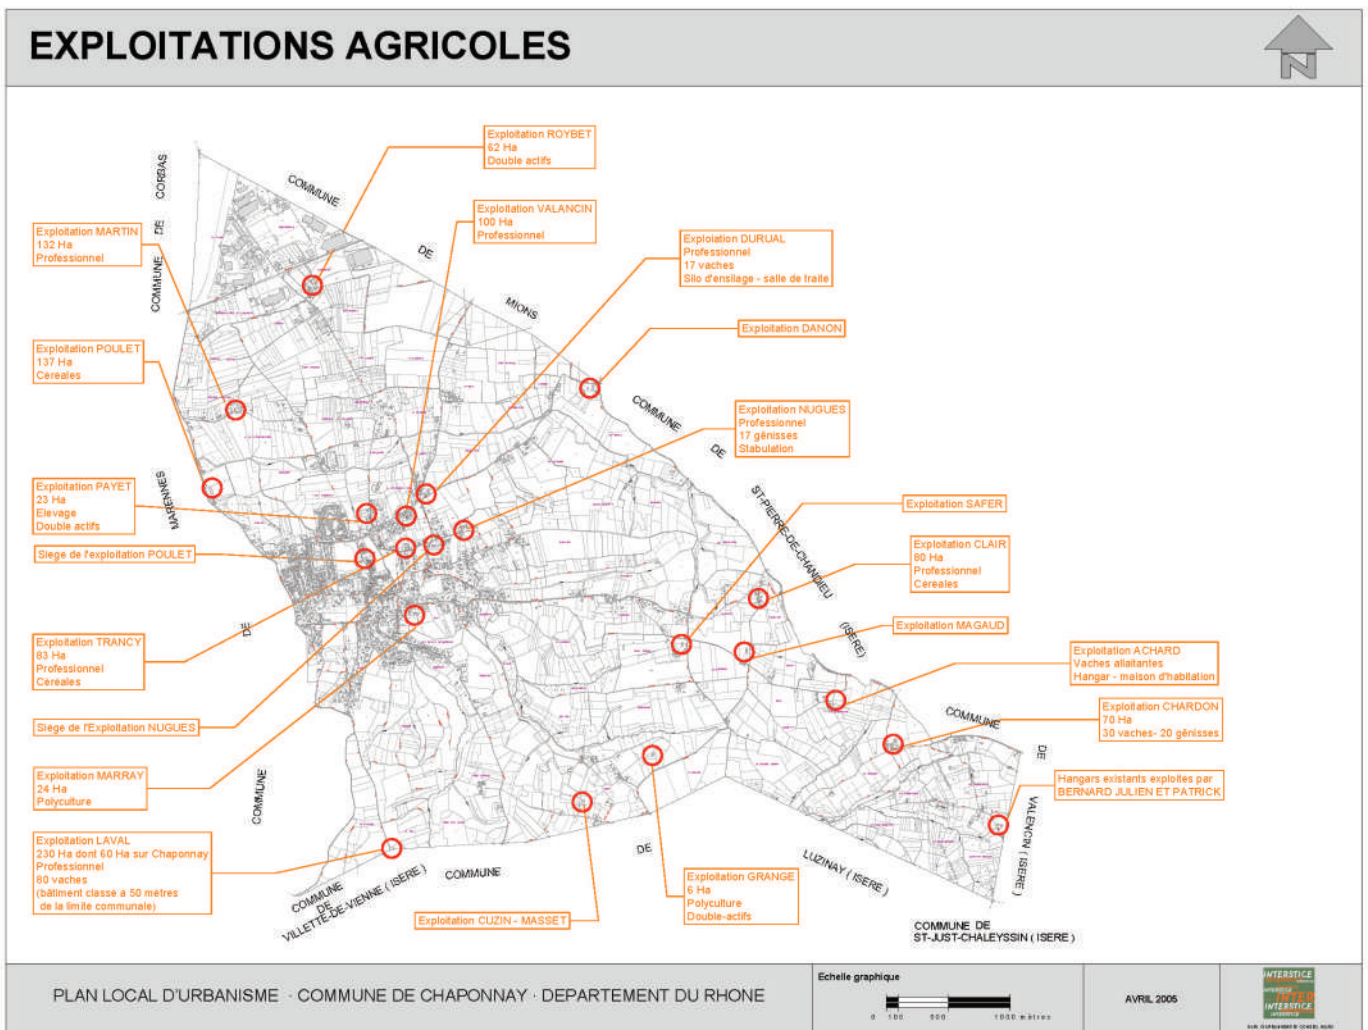 EXPLOITATIONS AGRICOLES
N
Exploitation ROYBET
62 Ha
Double actifs
COMMUNE DE CORBAS
COMMUNE
DE
MIONS
Exploitation VALANCIN
100 Ha
Professionnel
Exploitation MARTIN
132 Ha
Professionnel
Exploiation DURUAL
Professionnel
17 vaches
Silo d'ensilage - salle de traite
Exploitation DANON
Exploitation POULET
137 Ha
Céréales
COMMUNE
DE
ST-PIERRE-DE-CHANDIEU
(ISERE)
Exploitation NUGUES
Professionnel
17 génisses
Stabulation
MARENNES
DE
COMMUNE
Exploitation PAYET
23 Ha
Elevage
Double actifs
Exploitation SAFER
Siège de l'exploitation POULET
Exploitation CLAIR
80 Ha
Professionnel
Céréales
Exploitation MAGAUD
Exploitation TRANCY
83 Ha
Professionnel
Céréales
Exploitation ACHARD
Vaches allaitantes
Hangar - maison d'habitation
Exploitation CHARDON
70 Ha
30 vaches- 20 génisses
Siège de l'Exploitation NUGUES
COMMUNE
DE
VALENCIN ( ISERE )
Exploitation MARRAY
24 Ha
Polyculture
Hangars existants exploités par
BERNARD JULIEN ET PATRICK
Exploitation LAVAL
230 Ha dont 60 Ha sur Chaponnay
Professionnel
80 vaches
(bâtiment classé à 50 mètres
de la limite communale)
COMMUNE
DE
VILLETTE-DE-VIENNE ( ISERE )
COMMUNE
DE
LUZINAY ( ISERE )
Exploitation GRANGE
6 Ha
Polyculture
Double-actifs
Exploitation CUZIN - MASSET
COMMUNE DE
ST-JUST-CHALEYSSIN ( ISERE )
PLAN LOCAL D'URBANISME · COMMUNE DE CHAPONNAY · DEPARTEMENT DU RHONE
Echelle graphique
0 100 500 1000 mètres
AVRIL 2005
INTERSTICE
INTER
INTERSTICE